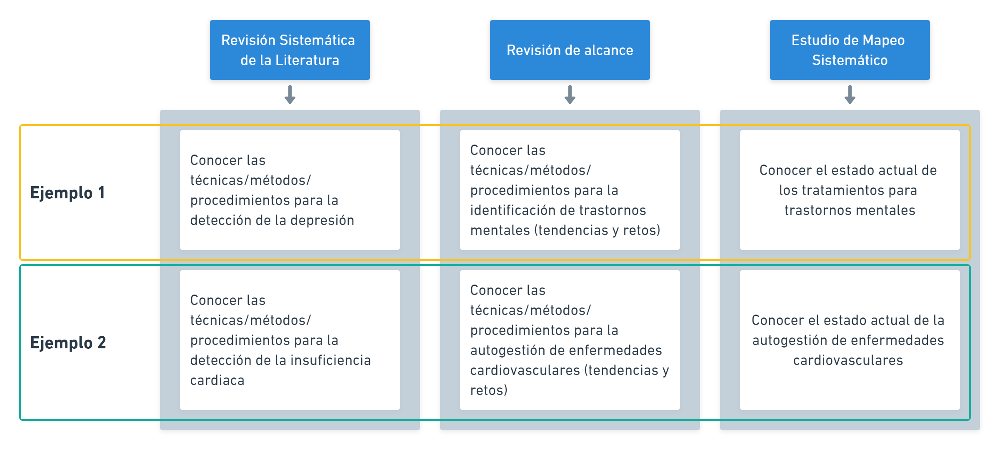 Revisión Sistemática
de la Literatura
Revisión de alcance
Estudio de Mapeo
Sistemático
Ejemplo 1
Conocer las
técnicas/métodos/
procedimientos para la
detección de la depresión
Conocer las
técnicas/métodos/
procedimientos para la
identificación de trastornos
mentales (tendencias y retos)
Conocer el estado actual de
los tratamientos para
trastornos mentales
Ejemplo 2
Conocer las
técnicas/métodos/
procedimientos para la
detección de la insuficiencia
cardiaca
Conocer las
técnicas/métodos/
procedimientos para la
autogestión de enfermedades
cardiovasculares (tendencias y
retos)
Conocer el estado actual de la
autogestión de enfermedades
cardiovasculares